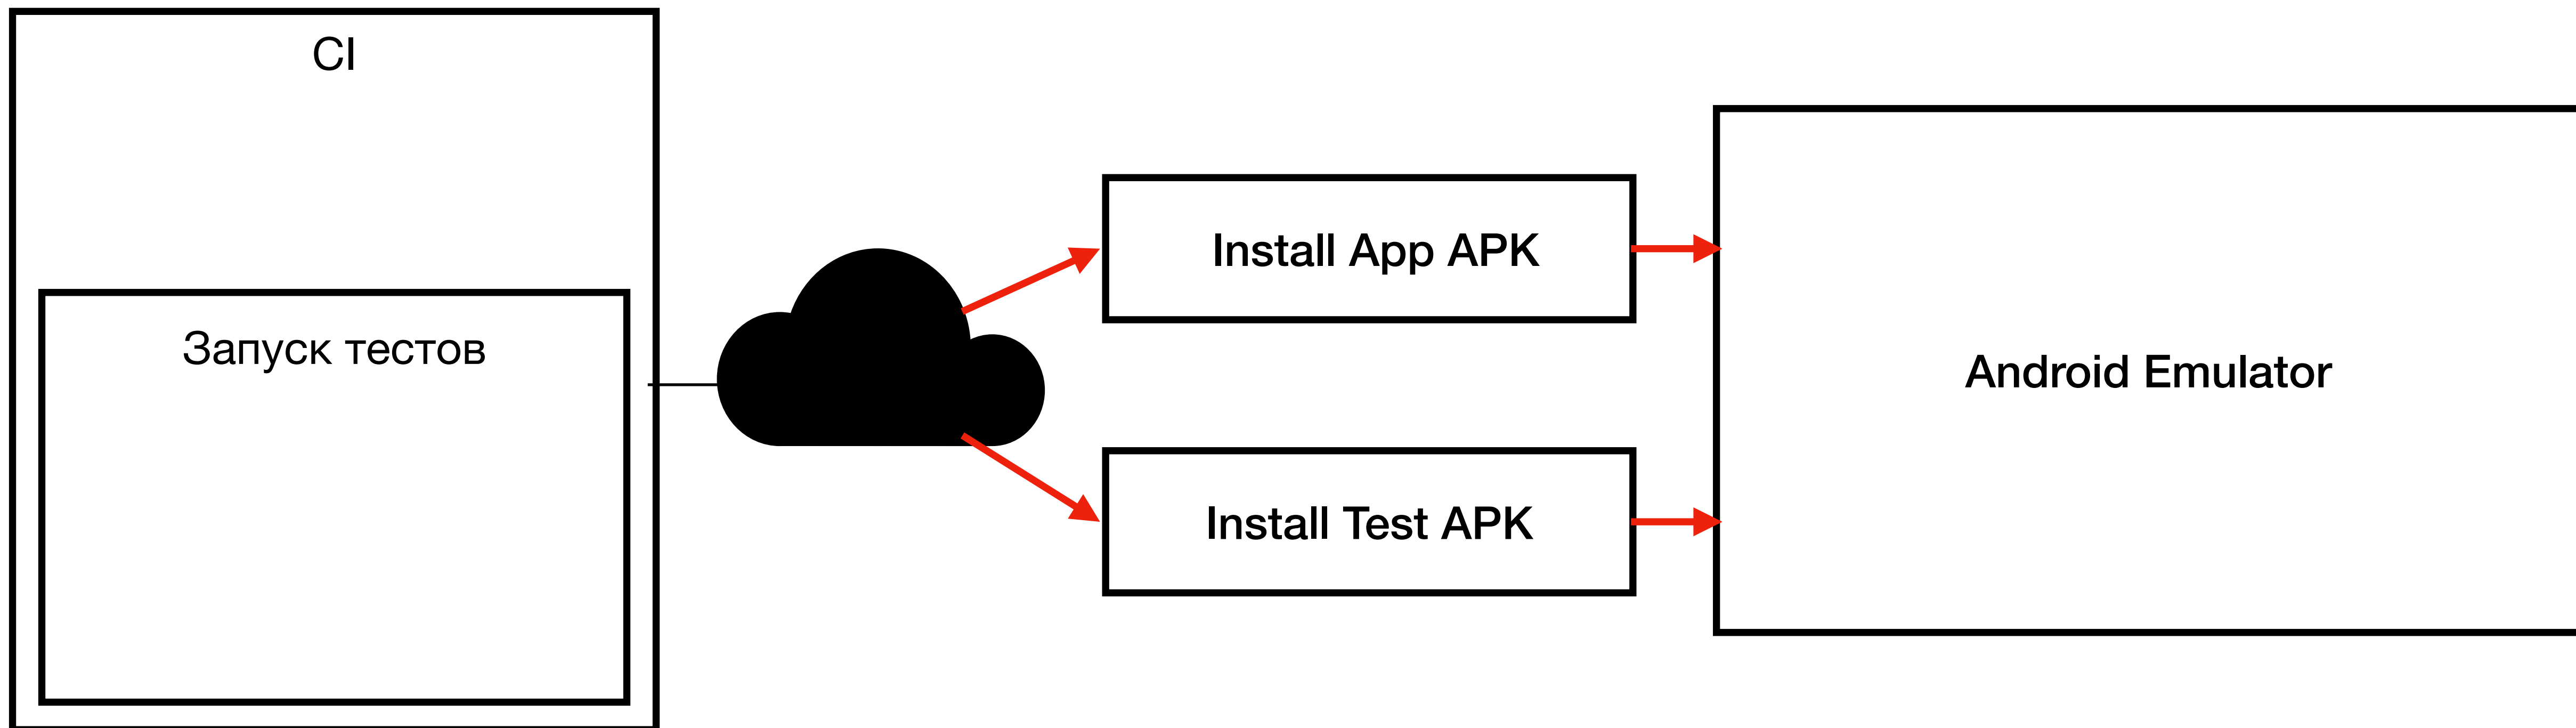 CI
Запуск тестов
Install App APK
Install Test APK
Android Emulator